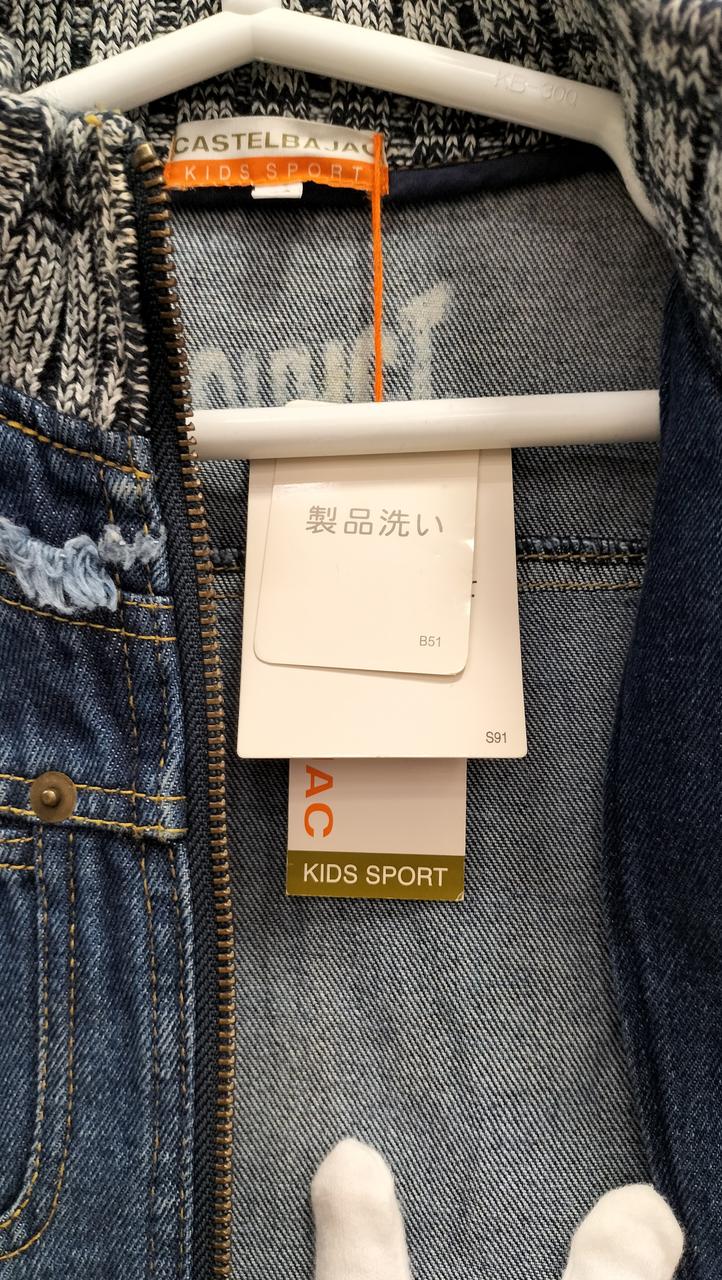 KB-300
CASTELBAJAC
KIDS SPORT
製品洗い
B51
S91
AC
KIDS SPORT